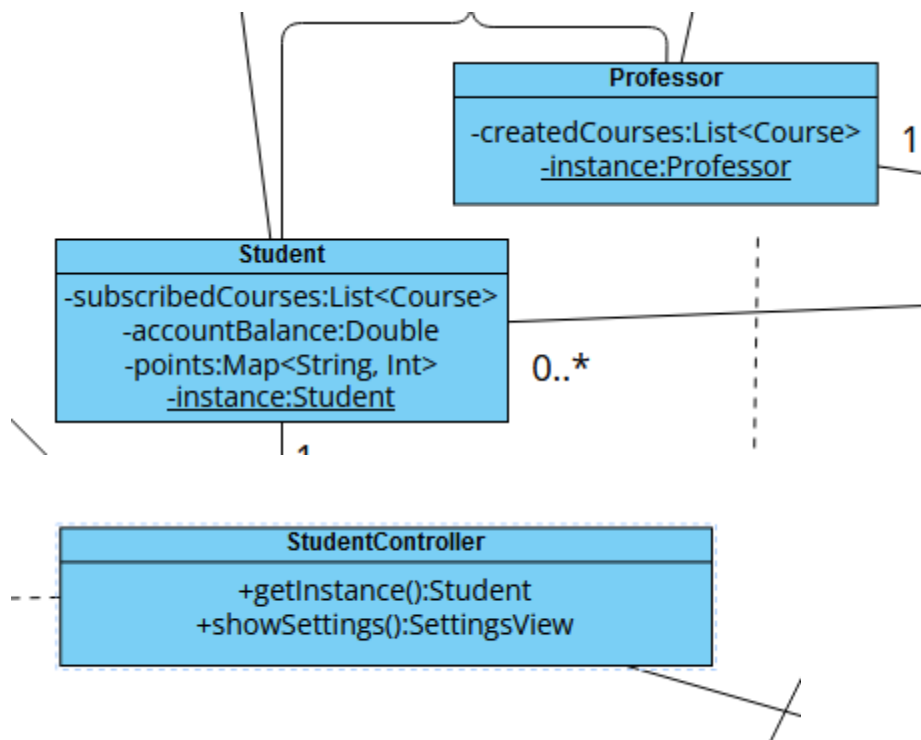 Professor
-createdCourses:List<Course>
-instance:Professor
1
Student
-subscribedCourses:List<Course>
-accountBalance:Double
-points:Map<String, Int>
-instance:Student
0..*
1
StudentController
+getInstance():Student
+showSettings():SettingsView